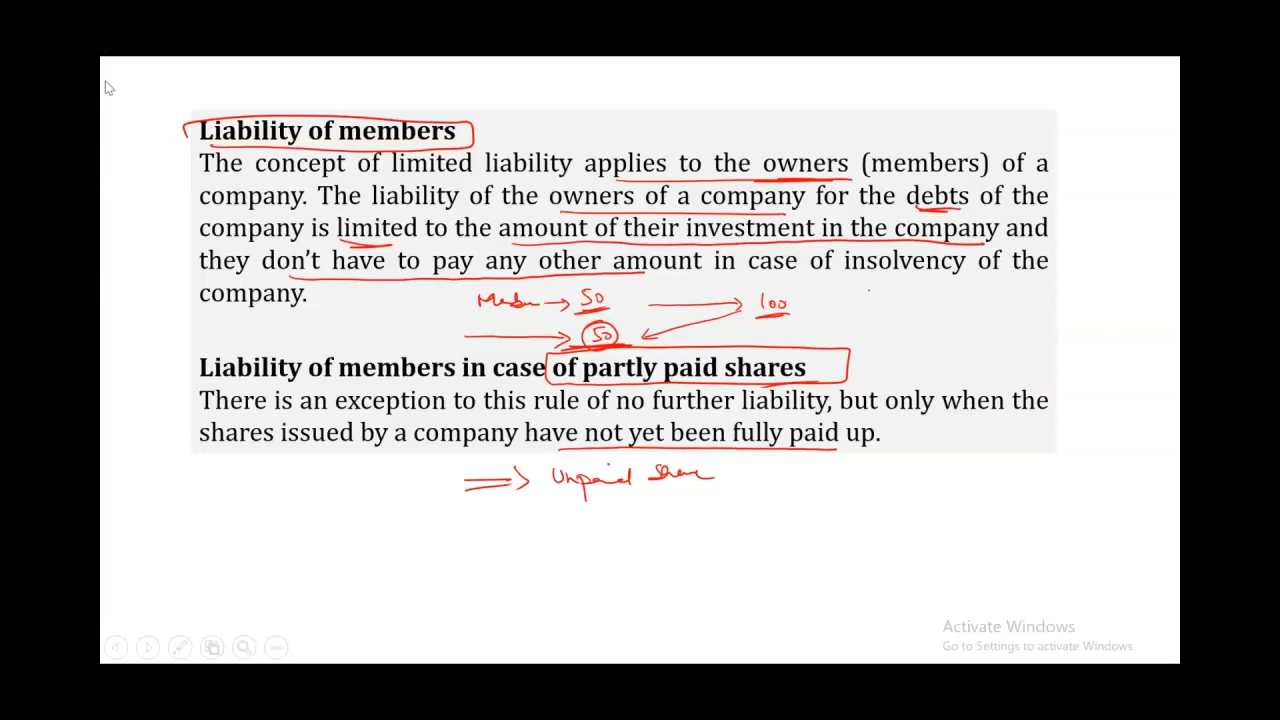 Liability of members
The concept of limited liability applies to the owners (members) of a
company. The liability of the owners of a company for the debts of the
company is limited to the amount of their investment in the company and
they don't have to pay any other amount in case of insolvency of the
company.
50 100
50
Liability of members in case of partly paid shares
There is an exception to this rule of no further liability, but only when the
shares issued by a company have not yet been fully paid up.
Unpaid share
Activate Windows
Go to Settings to activate Windows.